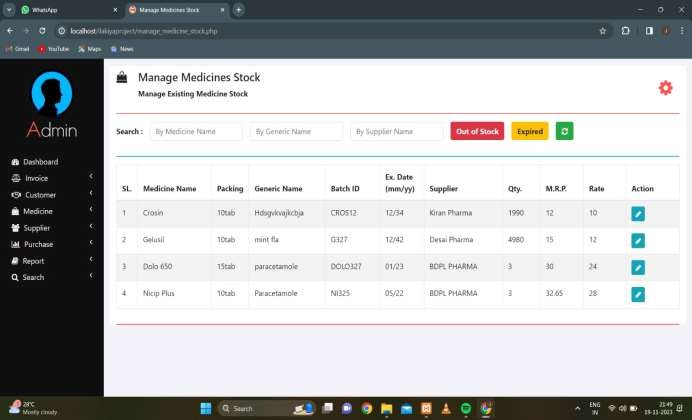 WhatsApp
Manage Medicines Stock
localhost/ilakiyaproject/manage_medicine_stock.php
Gmail YouTube Maps News
Manage Medicines Stock
Manage Existing Medicine Stock
Admin
Search : By Medicine Name By Generic Name By Supplier Name Out of Stock Expired
Dashboard
Invoice
Customer
Medicine
Supplier
Purchase
Report
Search
SL. Medicine Name Packing Generic Name Batch ID Ex. Date (mm/yy) Supplier Qty. M.R.P. Rate Action
1 Crosin 10tab Hdsgvkvajkcbja CROS12 12/34 Kiran Pharma 1990 12 10
2 Gelusil 10tab mint fla G327 12/42 Desai Pharma 4980 15 12
3 Dolo 650 15tab paracetamole DOLO327 01/23 BDPL PHARMA 3 30 24
4 Nicip Plus 10tab Paracetamole NI325 05/22 BDPL PHARMA 3 32.65 28
28°C
Mostly cloudy
Search
ENG
IN
21:49
19-11-2023